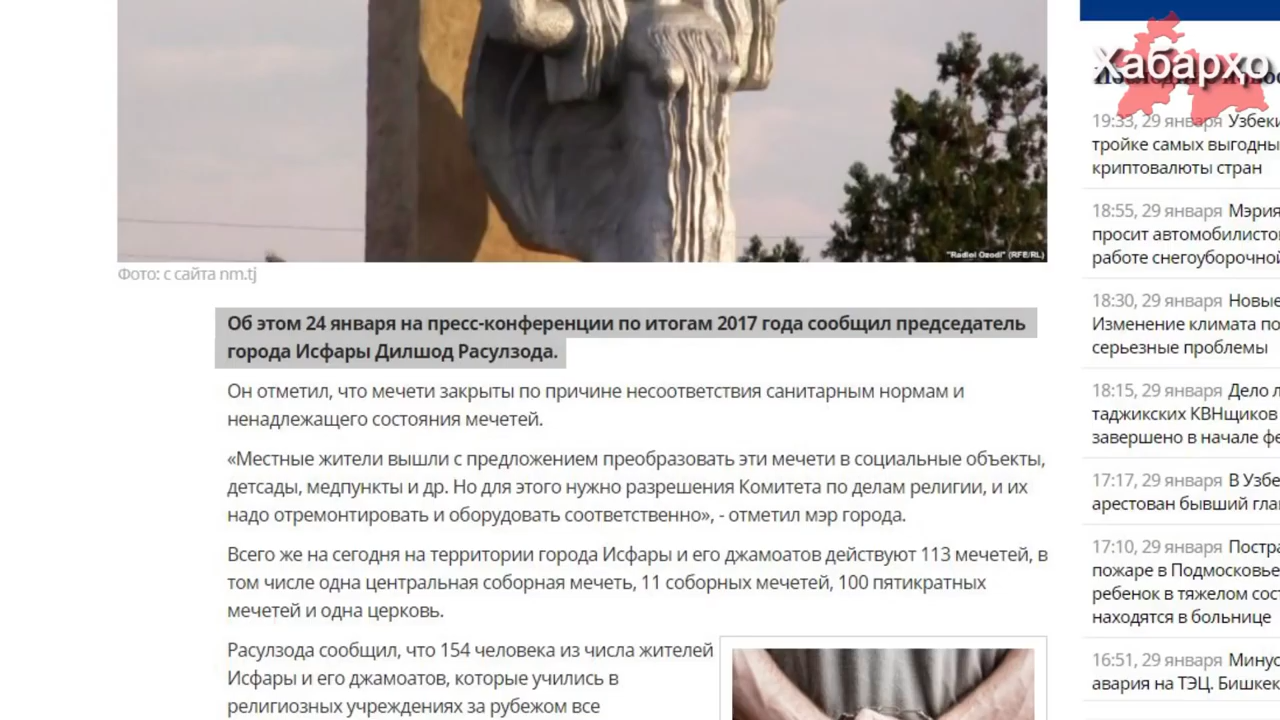 "Radioi Ozodi" (RFE/RL)
Фото: с сайта nm.tj
Об этом 24 января на пресс-конференции по итогам 2017 года сообщил председатель
города Исфары Дилшод Расулзода.
Он отметил, что мечети закрыты по причине несоответствия санитарным нормам и
ненадлежащего состояния мечетей.
«Местные жители вышли с предложением преобразовать эти мечети в социальные объекты,
детсады, медпункты и др. Но для этого нужно разрешения Комитета по делам религии, и их
надо отремонтировать и оборудовать соответственно», - отметил мэр города.
Всего же на сегодня на территории города Исфары и его джамоатов действуют 113 мечетей, в
том числе одна центральная соборная мечеть, 11 соборных мечетей, 100 пятикратных
мечетей и одна церковь.
Расулзода сообщил, что 154 человека из числа жителей
Исфары и его джамоатов, которые учились в
религиозных учреждениях за рубежом все
Хабархо.
19:33, 29 января Узбеки
тройке самых выгодны
криптовалюты стран
18:55, 29 января Мэрия
просит автомобилисто
работе снегоуборочной
18:30, 29 января Новые
Изменение климата по
серьезные проблемы
18:15, 29 января Дело л
таджикских КВНщиков
завершено в начале фе
17:17, 29 января В Узбе
арестован бывший гла
17:10, 29 января Постра
пожаре в Подмосковье
ребенок в тяжелом сост
находятся в больнице
16:51, 29 января Минус
авария на ТЭЦ. Бишкек